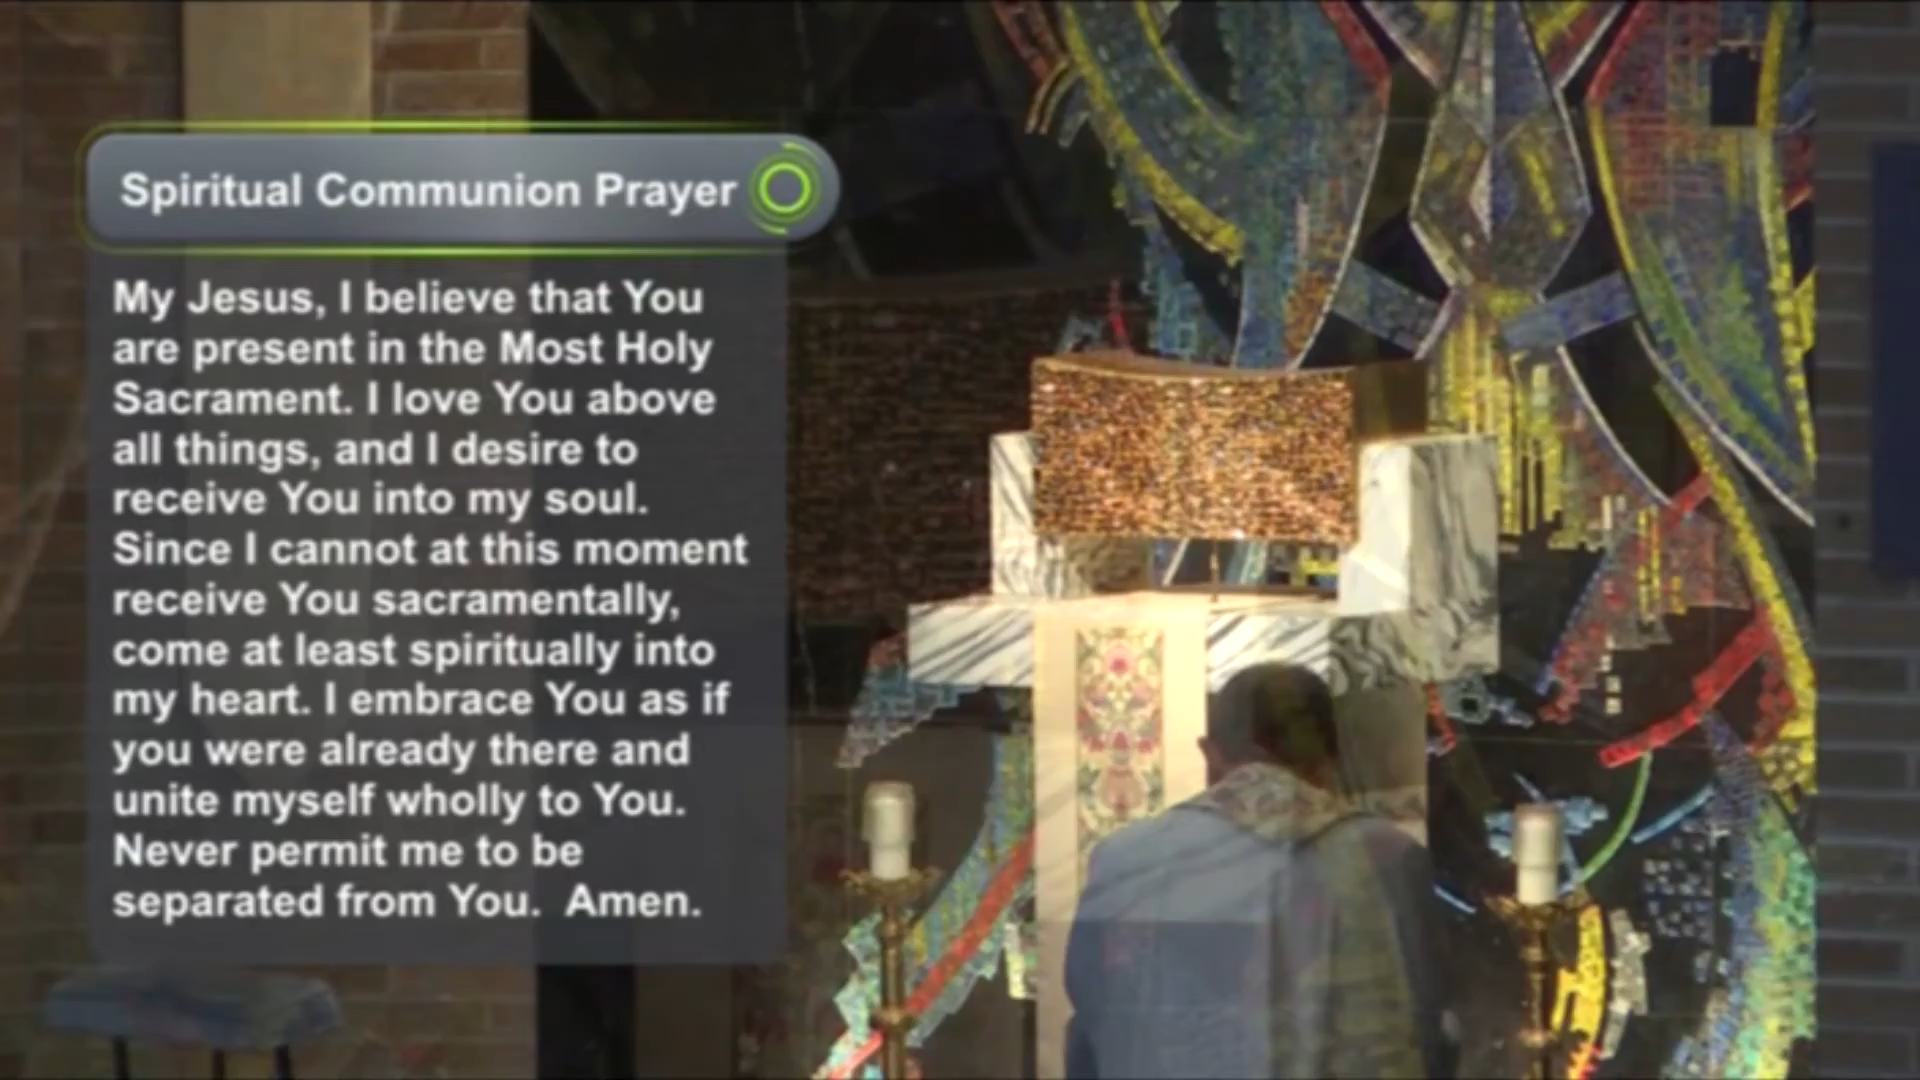 Spiritual Communion Prayer
My Jesus, I believe that You
are present in the Most Holy
Sacrament. I love You above
all things, and I desire to
receive You into my soul.
Since I cannot at this moment
receive You sacramentally,
come at least spiritually into
my heart. I embrace You as if
you were already there and
unite myself wholly to You.
Never permit me to be
separated from You.  Amen.